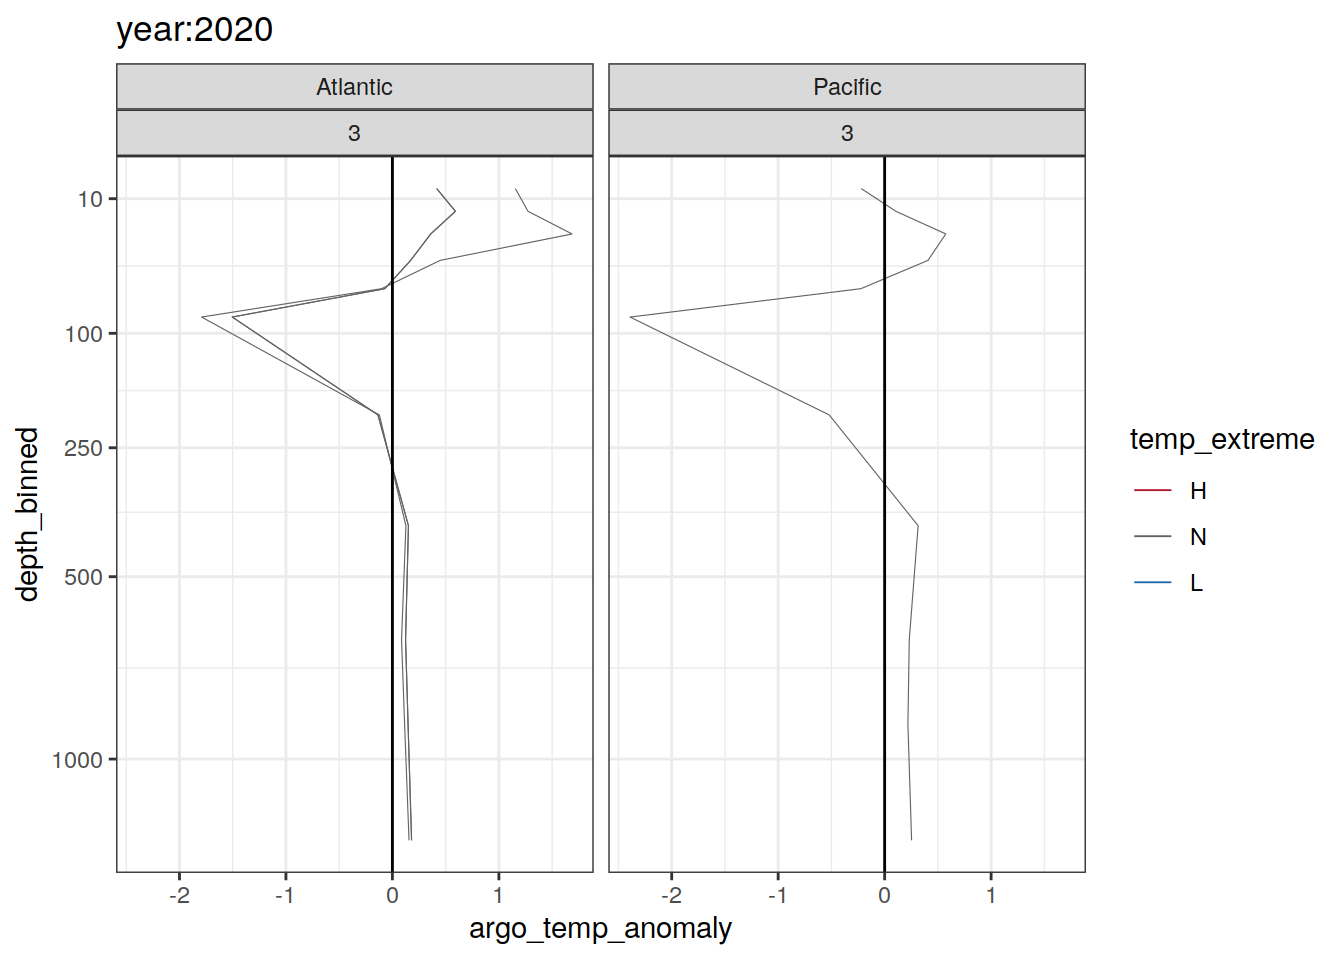 year:2020
Atlantic
Pacific
3
3
10
100
250
500
1000
depth_binned
-2
-1
0
1
-2
-1
0
1
argo_temp_anomaly
temp_extreme
H
N
L